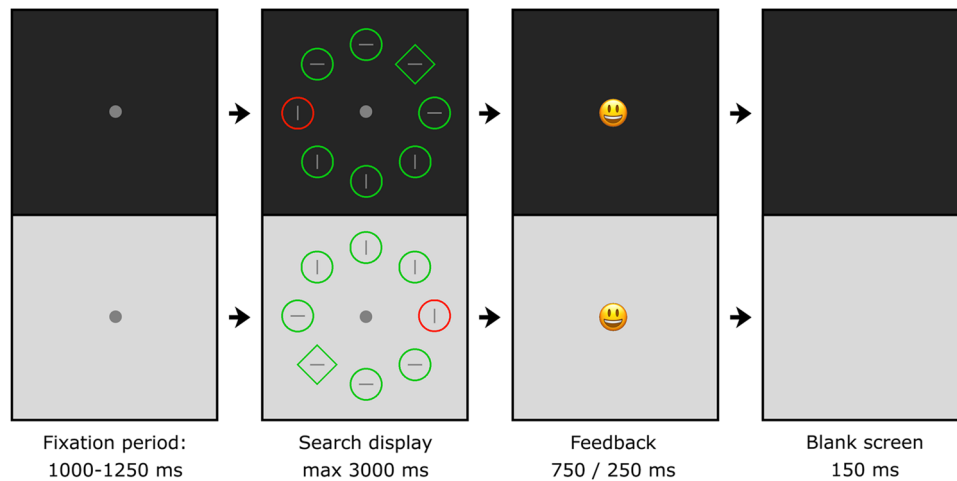 Fixation period:
1000-1250 ms
Search display
max 3000 ms
Feedback
750 / 250 ms
Blank screen
150 ms